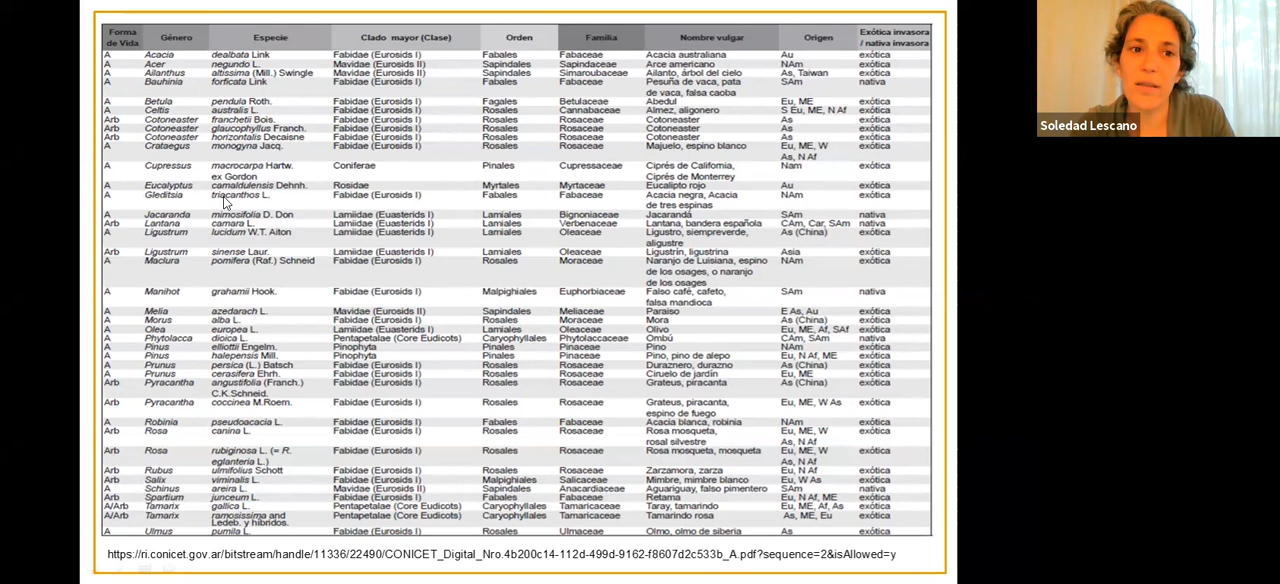 Forma de Vida Género Especie Clado mayor (Clase) Orden Familia Nombre vulgar Origen Exótica invasora / nativa invasora
A Acacia dealbata Link Fabidae (Eurosids I) Fabales Fabaceae Acacia australiana Au exótica
A Acer negundo L. Mavidae (Eurosids II) Sapindales Sapindaceae Arce americano NAm exótica
A Ailanthus altissima (Mill.) Swingle Mavidae (Eurosids II) Sapindales Simaroubaceae Ailanto, árbol del cielo As, Taiwan exótica
A Bauhinia forficata Link Fabidae (Eurosids I) Fabales Fabaceae Pesuña de vaca, pata SAm nativa
de vaca, falsa caoba
A Betula pendula Roth. Fabidae (Eurosids I) Fagales Betulaceae Abedul Eu, ME exótica
A Celtis australis L. Fabidae (Eurosids I) Rosales Cannabaceae Almez, aligonero S Eu, ME, N Af exótica
Arb Cotoneaster franchetii Bois. Fabidae (Eurosids I) Rosales Rosaceae Cotoneaster As exótica
Arb Cotoneaster glaucophyllus Franch. Fabidae (Eurosids I) Rosales Rosaceae Cotoneaster As exótica
Arb Cotoneaster horizontalis Decaisne Fabidae (Eurosids I) Rosales Rosaceae Cotoneaster As exótica
A Crataegus monogyna Jacq. Fabidae (Eurosids I) Rosales Rosaceae Majuelo, espino blanco Eu, ME, W exótica
As, N Af
A Cupressus macrocarpa Hartw. Coniferae Pinales Cupressaceae Ciprés de California, Nam exótica
ex Gordon Ciprés de Monterrey
A Eucalyptus camaldulensis Dehnh. Rosidae Myrtales Myrtaceae Eucalipto rojo Au exótica
A Gleditsia triacanthos L. Fabidae (Eurosids I) Fabales Fabaceae Acacia negra, Acacia NAm exótica
de tres espinas
A Jacaranda mimosifolia D. Don Lamiidae (Euasterids I) Lamiales Bignoniaceae Jacarandá SAm nativa
Arb Lantana camara L. Lamiidae (Euasterids I) Lamiales Verbenaceae Lantana, bandera española CAm, Car, SAm nativa
A Ligustrum lucidum W.T. Aiton Lamiidae (Euasterids I) Lamiales Oleaceae Ligustro, siempreverde, As (China) exótica
aligustre
Arb Ligustrum sinense Laur. Lamiidae (Euasterids I) Lamiales Oleaceae Ligustrín, ligustrina Asia exótica
A Maclura pomifera (Raf.) Schneid Fabidae (Eurosids I) Rosales Moraceae Naranjo de Luisiana, espino NAm exótica
de los osages, o naranjo
de los osages
A Manihot grahamii Hook. Fabidae (Eurosids I) Malpighiales Euphorbiaceae Falso café, cafeto, SAm nativa
falsa mandioca
A Melia azedarach L. Mavidae (Eurosids II) Sapindales Meliaceae Paraiso E As, Au exótica
A Morus alba L. Fabidae (Eurosids I) Rosales Moraceae Mora As (China) exótica
A Olea europea L. Lamiidae (Euasterids I) Lamiales Oleaceae Olivo Eu, ME, Af, SAf exótica
A Phytolacca dioica L. Pentapetalae (Core Eudicots) Caryophyllales Phytolaccaceae Ombú CAm, SAm nativa
A Pinus elliottii Engelm. Pinophyta Pinales Pinaceae Pino NAm exótica
A Pinus halepensis Mill. Pinophyta Pinales Pinaceae Pino, pino de alepo Eu, N Af, ME exótica
A Prunus persica (L.) Batsch Fabidae (Eurosids I) Rosales Rosaceae Duraznero, durazno As (China) exótica
A Prunus cerasifera Ehrh. Fabidae (Eurosids I) Rosales Rosaceae Ciruelo de jardín Eu, ME exótica
Arb Pyracantha angustifolia (Franch.) Fabidae (Eurosids I) Rosales Rosaceae Grateus, piracanta As (China) exótica
C.K.Schneid.
Arb Pyracantha coccinea M.Roem. Fabidae (Eurosids I) Rosales Rosaceae Grateus, piracanta, Eu, ME, W As exótica
espino de fuego
A Robinia pseudoacacia L. Fabidae (Eurosids I) Fabales Fabaceae Acacia blanca, robinia NAm exótica
Arb Rosa canina L. Fabidae (Eurosids I) Rosales Rosaceae Rosa mosqueta, Eu, ME, W exótica
rosal silvestre As, N Af
Arb Rosa rubiginosa L. (= R. Fabidae (Eurosids I) Rosales Rosaceae Rosa mosqueta, mosqueta Eu, ME, W exótica
eglanteria L.) As, N Af
Arb Rubus ulmifolius Schott Fabidae (Eurosids I) Rosales Rosaceae Zarzamora, zarza Eu, N Af exótica
Arb Salix viminalis L. Fabidae (Eurosids I) Malpighiales Salicaceae Mimbre, mimbre blanco Eu, W As exótica
A Schinus areira L. Mavidae (Eurosids II) Sapindales Anacardiaceae Aguariguay, falso pimentero SAm nativa
Arb Spartium junceum L. Fabidae (Eurosids I) Fabales Fabaceae Retama Eu, N Af, ME exótica
A/Arb Tamarix gallica L. Pentapetalae (Core Eudicots) Caryophyllales Tamaricaceae Taray, tamarindo Eu, ME, Af, As exótica
A/Arb Tamarix ramosissima and Pentapetalae (Core Eudicots) Caryophyllales Tamaricaceae Tamarindo rosa As, ME, Eu exótica
Ledeb. y híbridos.
A Ulmus pumila L. Fabidae (Eurosids I) Rosales Ulmaceae Olmo, olmo de siberia As exótica
https://ri.conicet.gov.ar/bitstream/handle/11336/22490/CONICET_Digital_Nro.4b200c14-112d-499d-9162-f8607d2c533b_A.pdf?sequence=2&isAllowed=y
Soledad Lescano